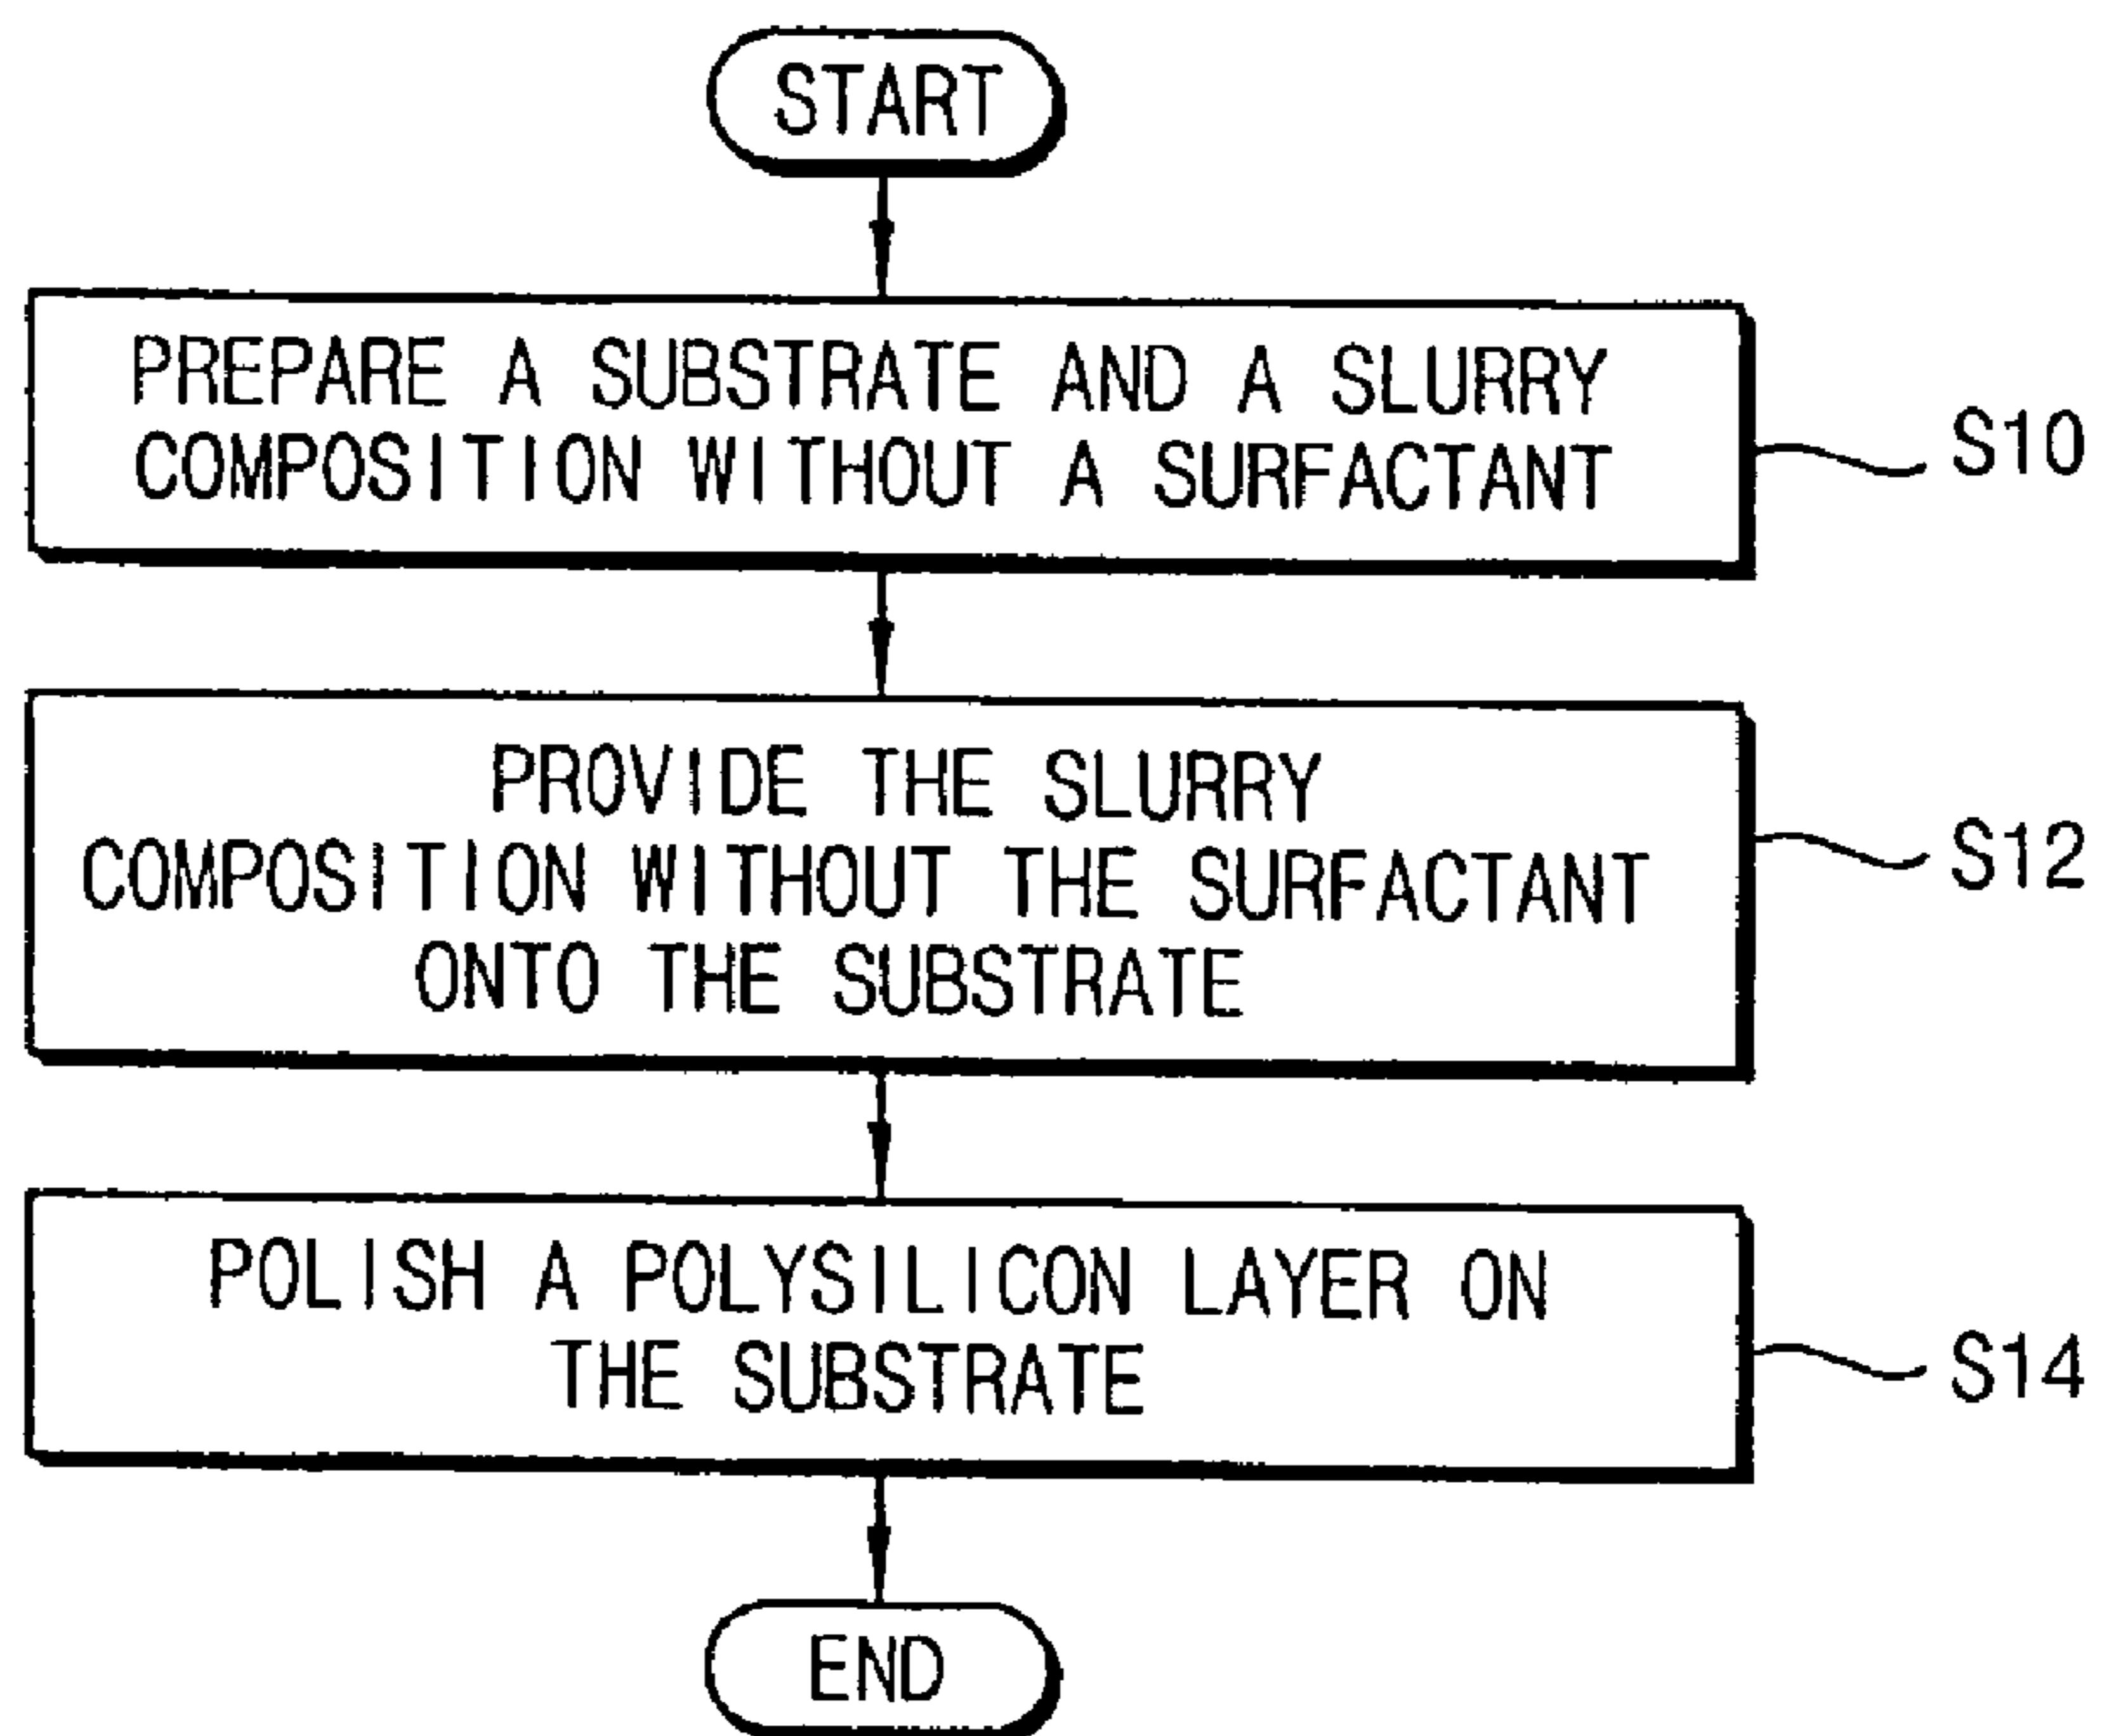 START
PREPARE A SUBSTRATE AND A SLURRY
COMPOSITION WITHOUT A SURFACTANT
S10
PROVIDE THE SLURRY
COMPOSITION WITHOUT THE SURFACTANT
ONTO THE SUBSTRATE
S12
POLISH A POLYSILICON LAYER ON
THE SUBSTRATE
S14
END